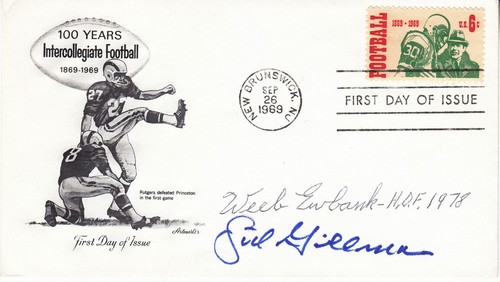 100 YEARS
Intercollegiate Football
1869-1969
27
8
Rutgers defeated Princeton
in the first game
First Day of Issue
Artmaster
FOOTBALL
1869-1969
U.S. 6c
30
NEW BRUNSWICK, NJ
SEP
26
1969
FIRST DAY OF ISSUE
Weeb Ewbank-H.O.F. 1978
Sid Gillman